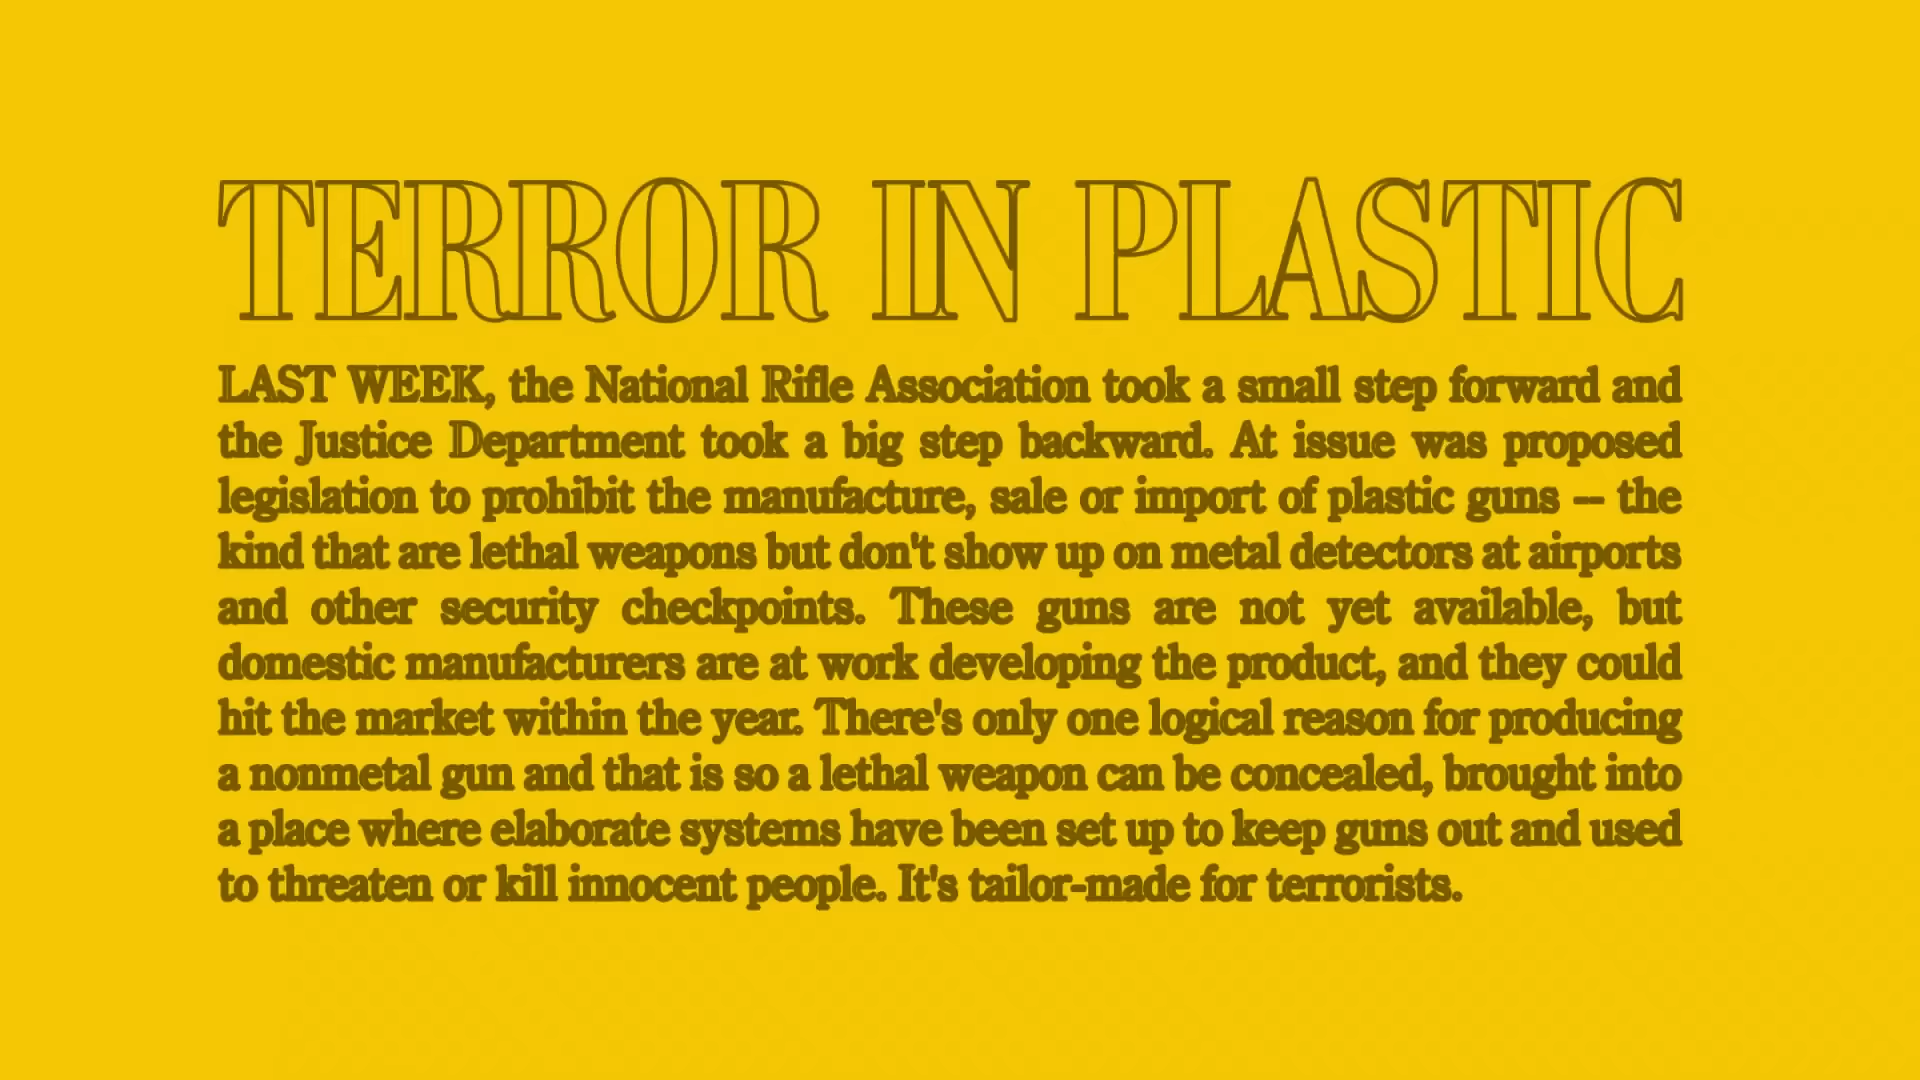 TERROR IN PLASTIC
LAST WEEK, the National Rifle Association took a small step forward and
the Justice Department took a big step backward. At issue was proposed
legislation to prohibit the manufacture, sale or import of plastic guns -- the
kind that are lethal weapons but don't show up on metal detectors at airports
and other security checkpoints. These guns are not yet available, but
domestic manufacturers are at work developing the product, and they could
hit the market within the year. There's only one logical reason for producing
a nonmetal gun and that is so a lethal weapon can be concealed, brought into
a place where elaborate systems have been set up to keep guns out and used
to threaten or kill innocent people. It's tailor-made for terrorists.